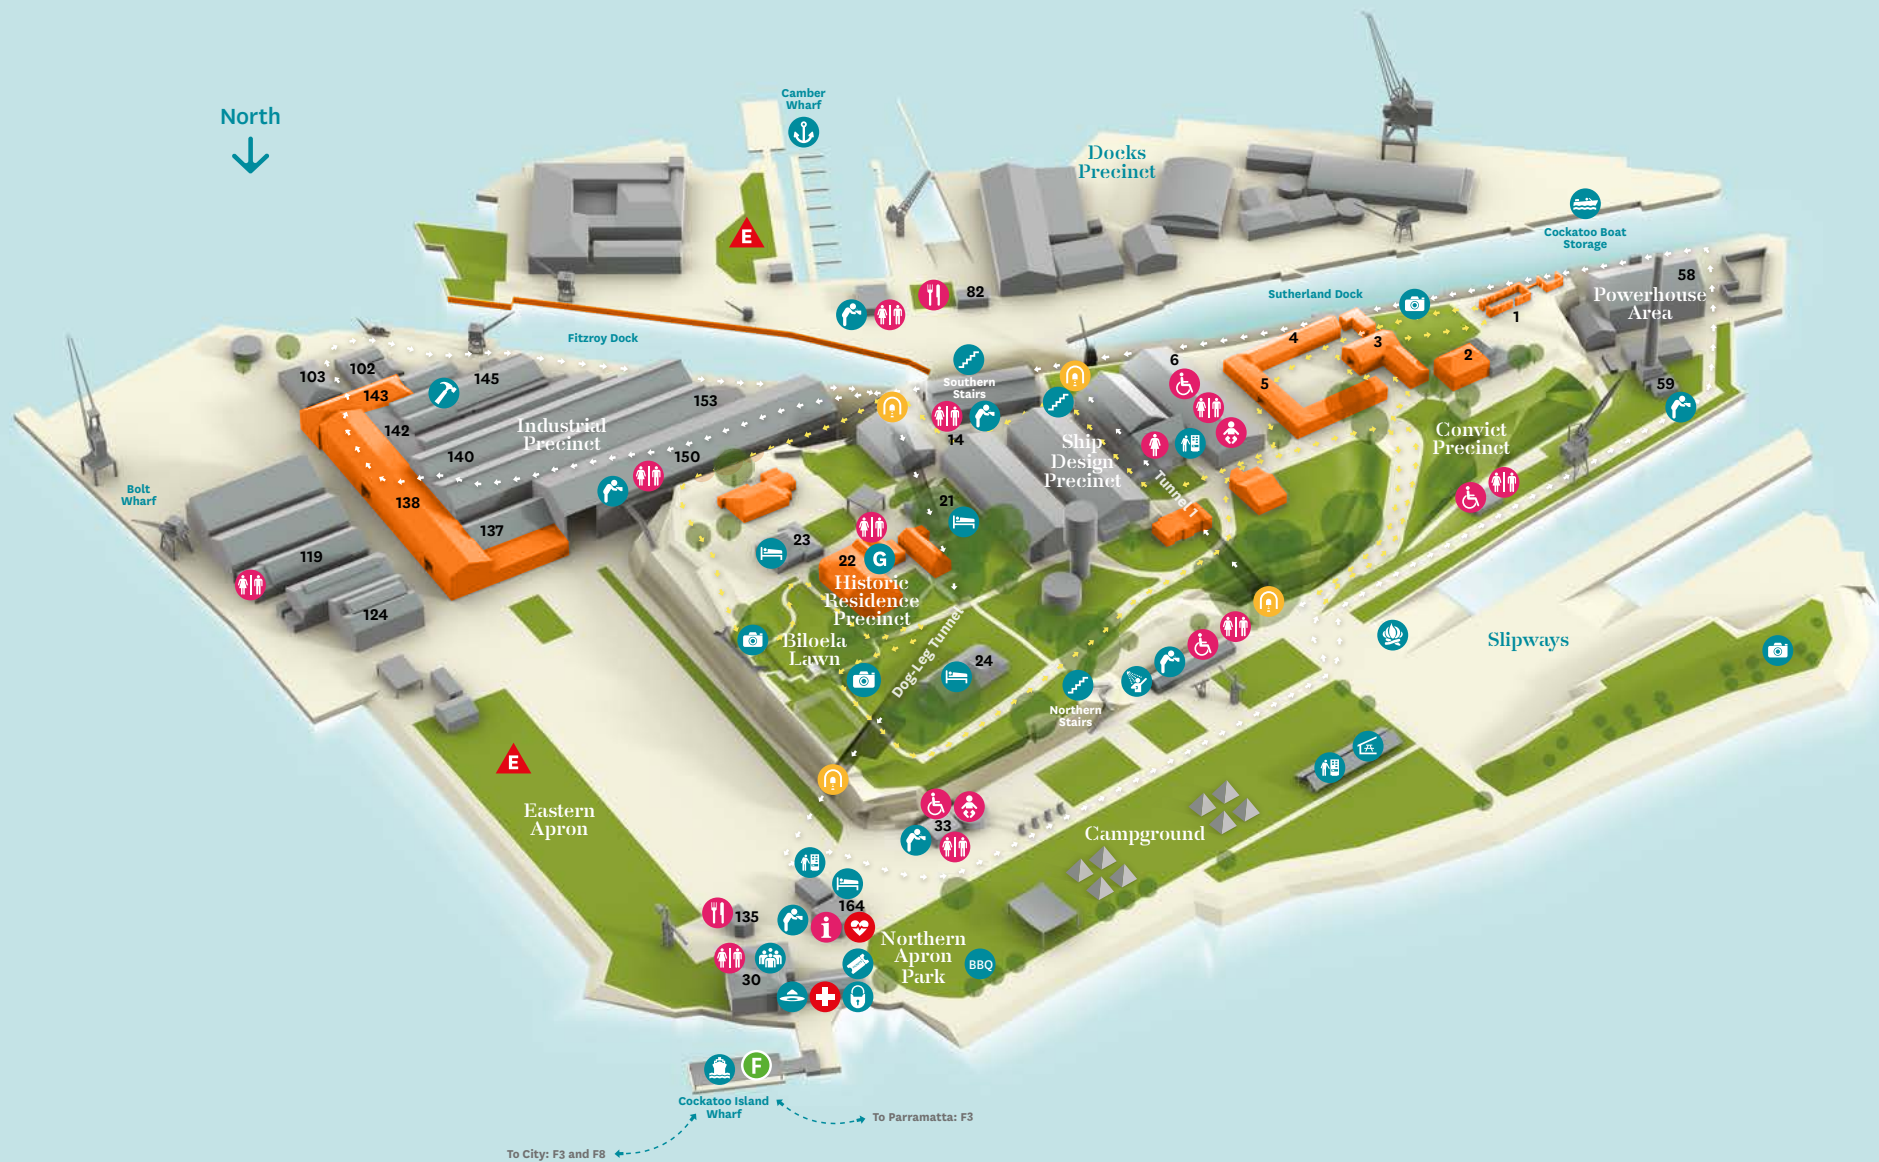 North
Camber
Wharf
Docks
Precinct
E
Cockatoo Boat
Storage
58
Powerhouse
Area
82
Sutherland Dock
1
Fitzroy Dock
4
3
2
6
5
59
103
102
145
143
153
Southern
Stairs
142
Industrial
Precinct
14
Ship
Design
Precinct
Convict
Precinct
140
150
Bolt
Wharf
138
137
21
Tunnel 1
23
22
G
119
Historic
Residence
Precinct
124
Biloela
Lawn
Dog-Leg Tunnel
24
Slipways
Northern
Stairs
E
Eastern
Apron
33
Campground
164
135
i
Northern
Apron
Park
BBQ
30
F
Cockatoo Island
Wharf
To Parramatta: F3
To City: F3 and F8